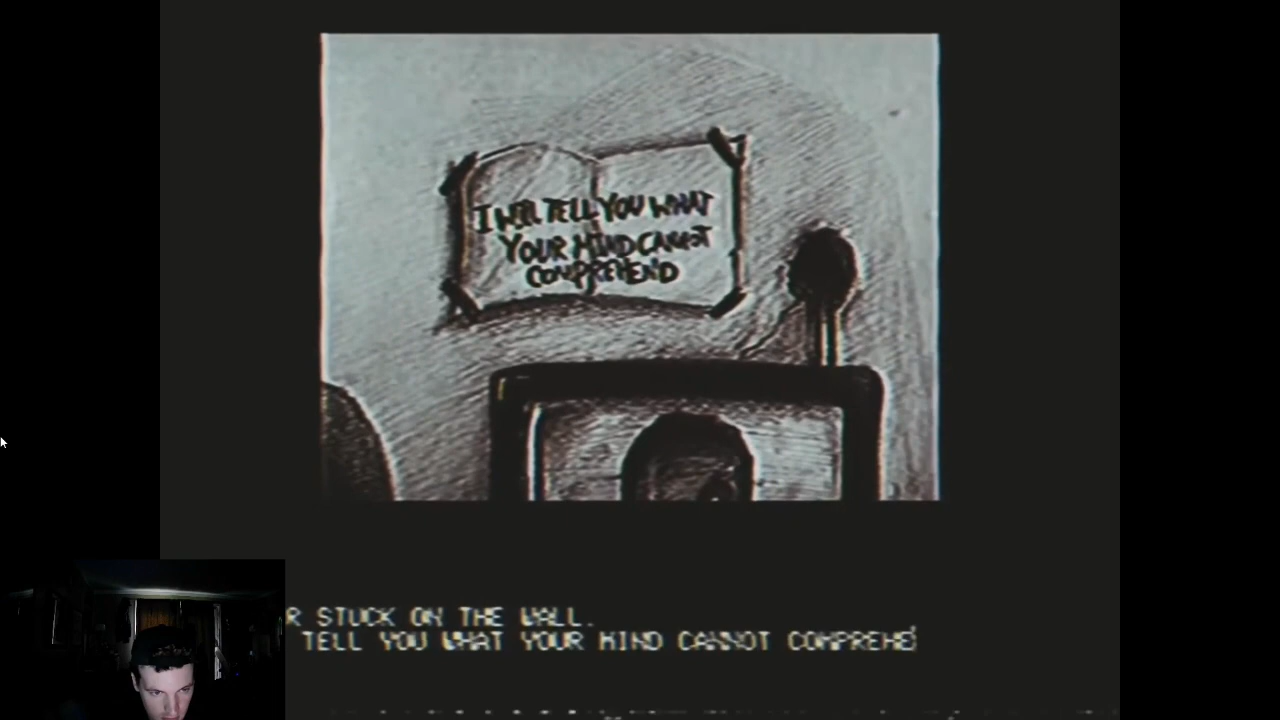 I WILL TELL YOU WHAT
YOUR MIND CANNOT
COMPREHEND
R STUCK ON THE WALL.
TELL YOU WHAT YOUR MIND CANNOT COMPREHE